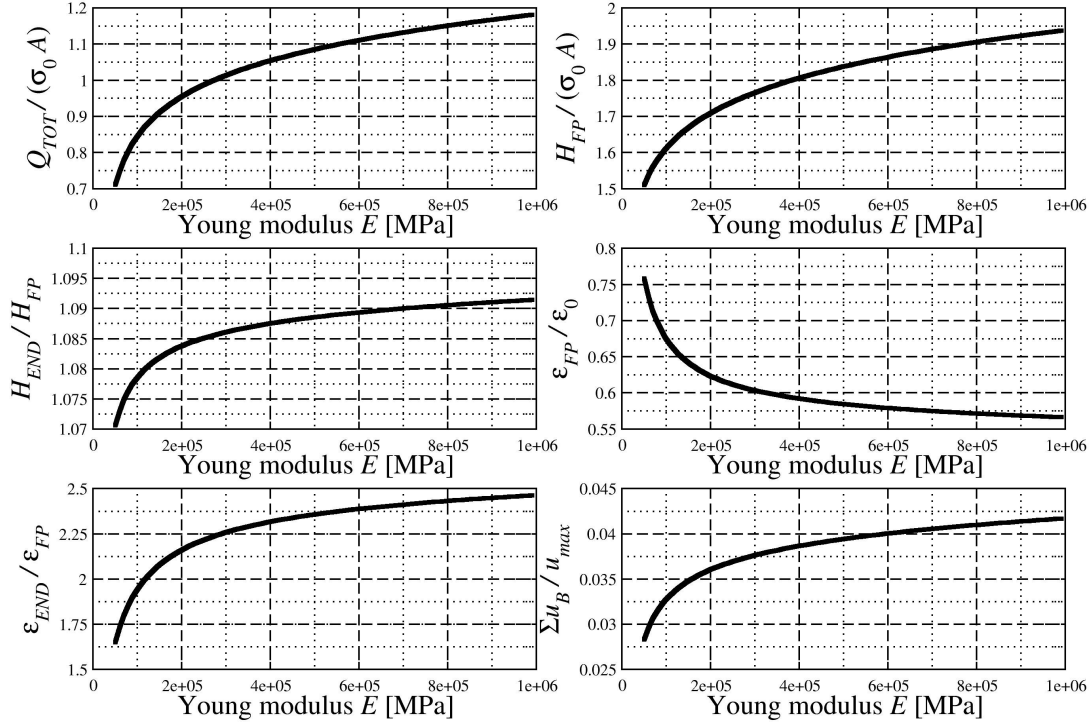 1.2
1.1
1
0.9
0.8
0.7
Q_TOT / (σ_0 A)
0 2e+05 4e+05 6e+05 8e+05 1e+06
Young modulus E [MPa]
2
1.9
1.8
1.7
1.6
1.5
H_FP / (σ_0 A)
0 2e+05 4e+05 6e+05 8e+05 1e+06
Young modulus E [MPa]
1.1
1.095
1.09
1.085
1.08
1.075
1.07
H_END / H_FP
0 2e+05 4e+05 6e+05 8e+05 1e+06
Young modulus E [MPa]
0.8
0.75
0.7
0.65
0.6
0.55
ε_FP / ε_0
0 2e+05 4e+05 6e+05 8e+05 1e+06
Young modulus E [MPa]
2.5
2.25
2
1.75
1.5
ε_END / ε_FP
0 2e+05 4e+05 6e+05 8e+05 1e+06
Young modulus E [MPa]
0.045
0.04
0.035
0.03
0.025
Σu_B / u_max
0 2e+05 4e+05 6e+05 8e+05 1e+06
Young modulus E [MPa]